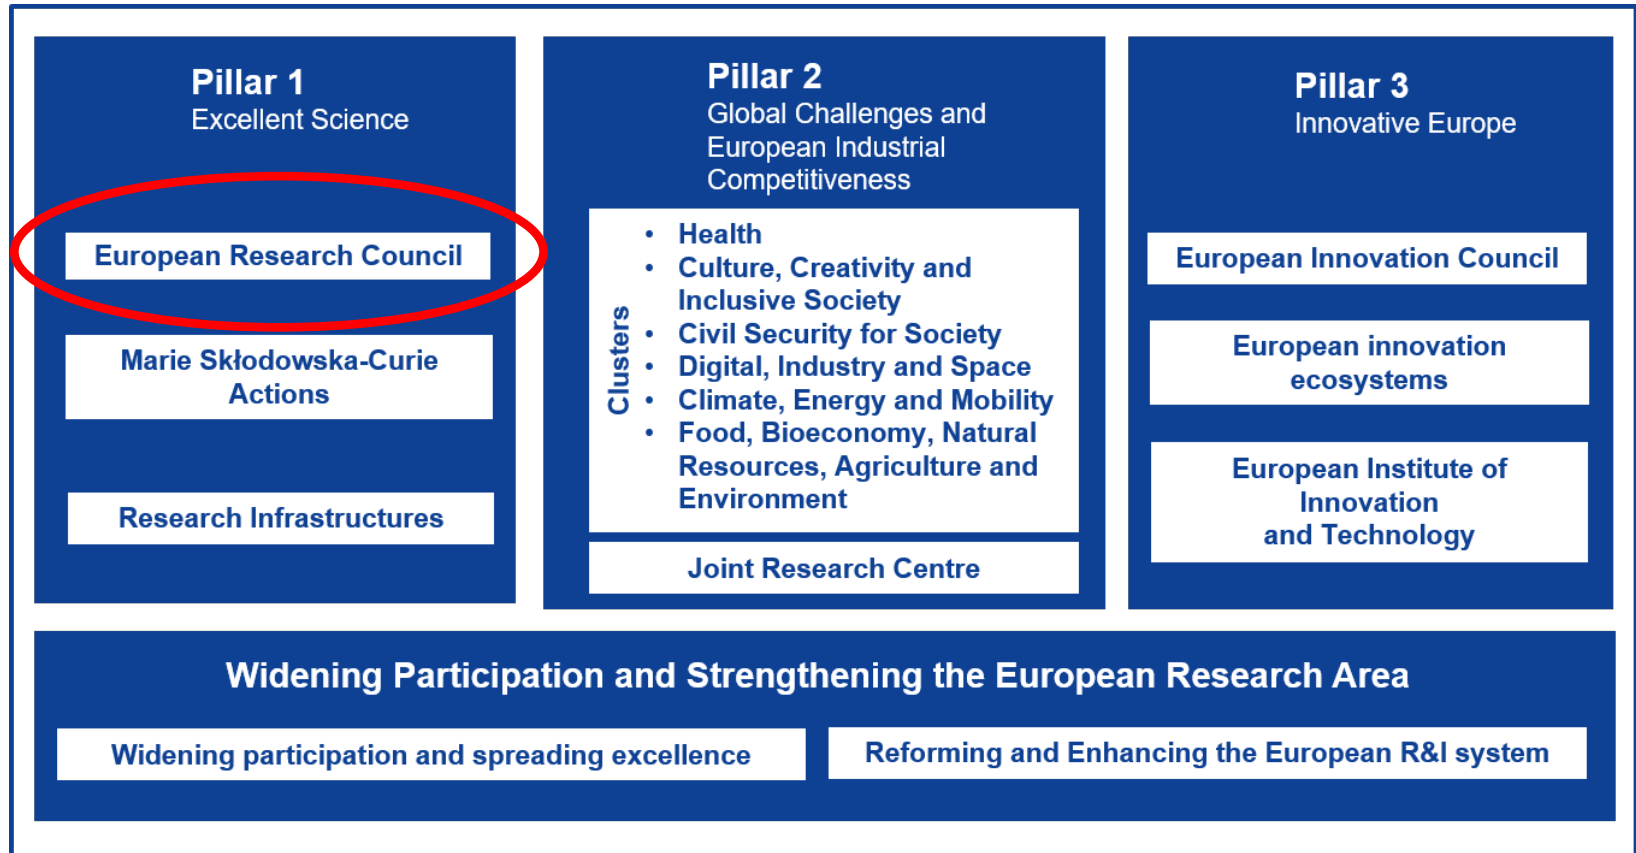 Pillar 1
Excellent Science
European Research Council
Marie Skłodowska-Curie
Actions
Research Infrastructures
Pillar 2
Global Challenges and
European Industrial
Competitiveness
Clusters
• Health
• Culture, Creativity and
Inclusive Society
• Civil Security for Society
• Digital, Industry and Space
• Climate, Energy and Mobility
• Food, Bioeconomy, Natural
Resources, Agriculture and
Environment
Joint Research Centre
Pillar 3
Innovative Europe
European Innovation Council
European innovation
ecosystems
European Institute of
Innovation
and Technology
Widening Participation and Strengthening the European Research Area
Widening participation and spreading excellence
Reforming and Enhancing the European R&I system